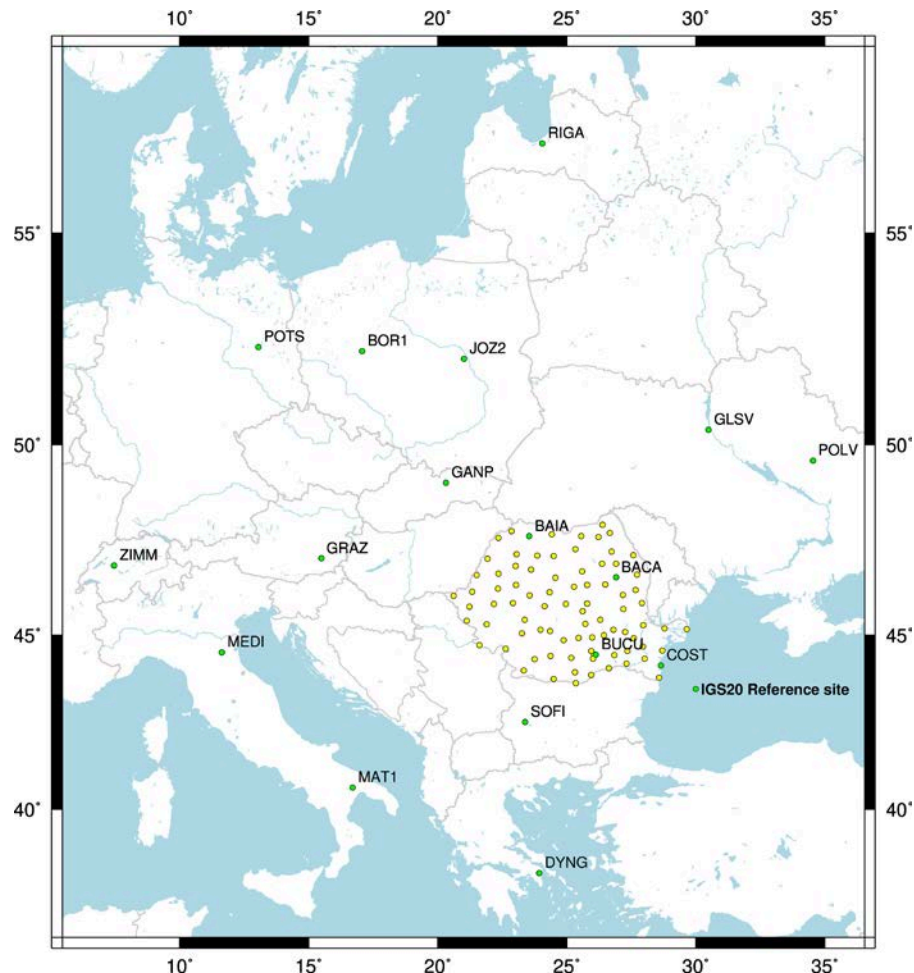 10° 15° 20° 25° 30° 35°
RIGA
55° 55°
POTS BOR1 JOZ2
GLSV
50° 50°
POLV
GANP
BAIA
ZIMM GRAZ
BACA
45° 45°
MEDI BUCU COST
IGS20 Reference site
SOFI
MAT1
40° 40°
DYNG
10° 15° 20° 25° 30° 35°